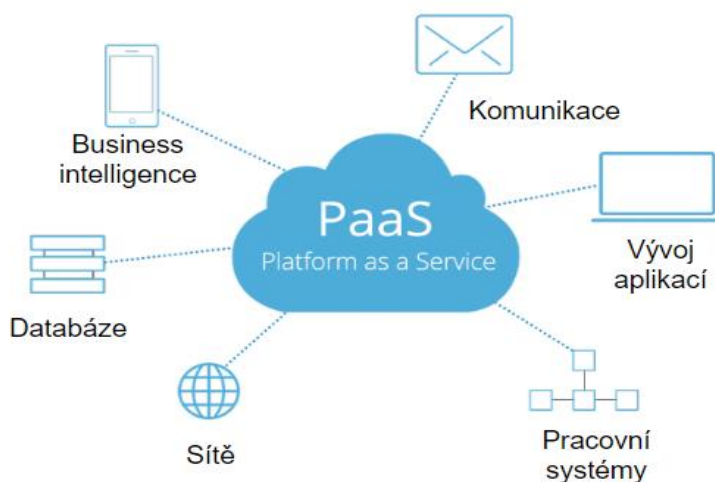 Komunikace
Business
intelligence
PaaS
Platform as a Service
Vývoj
aplikací
Databáze
Sítě
Pracovní
systémy